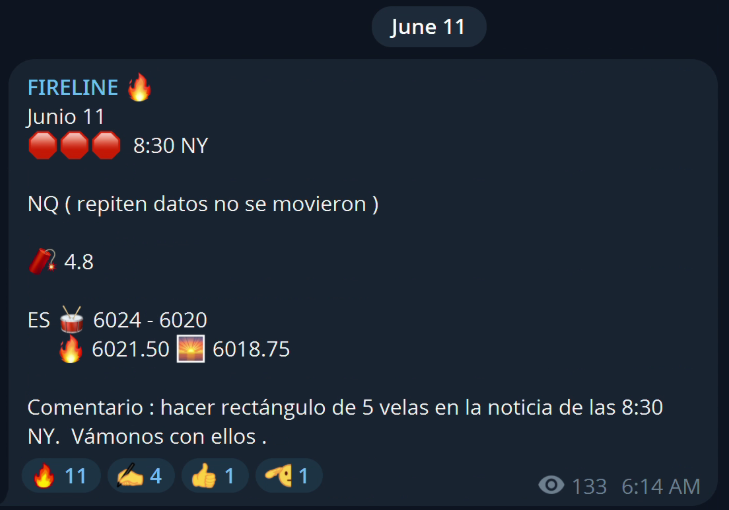 June 11
FIRELINE 🔥
Junio 11
🛑🛑🛑 8:30 NY
NQ ( repiten datos no se movieron )
🧨 4.8
ES 🥁 6024 - 6020
🔥 6021.50 🌅 6018.75
Comentario : hacer rectángulo de 5 velas en la noticia de las 8:30
NY. Vámonos con ellos .
🔥 11 ✍️ 4 👍 1 🫡 1
133 6:14 AM